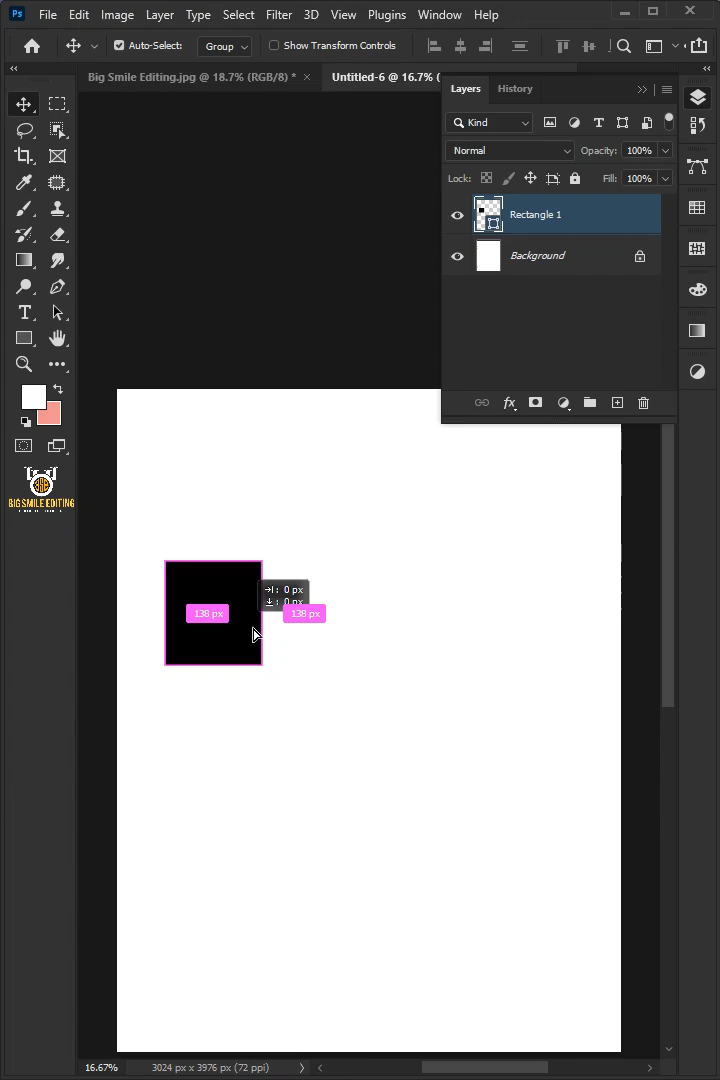 Ps File Edit Image Layer Type Select Filter 3D View Plugins Window Help
Auto-Select: Group Show Transform Controls
Big Smile Editing.jpg @ 18.7% (RGB/8) * × Untitled-6 @ 16.7% (
Layers History
Kind
Normal Opacity: 100%
Lock: Fill: 100%
Rectangle 1
Background
fx
BIG SMILE EDITING
: 0 px
: 0 px
138 px 138 px
16.67% 3024 px x 3976 px (72 ppi)